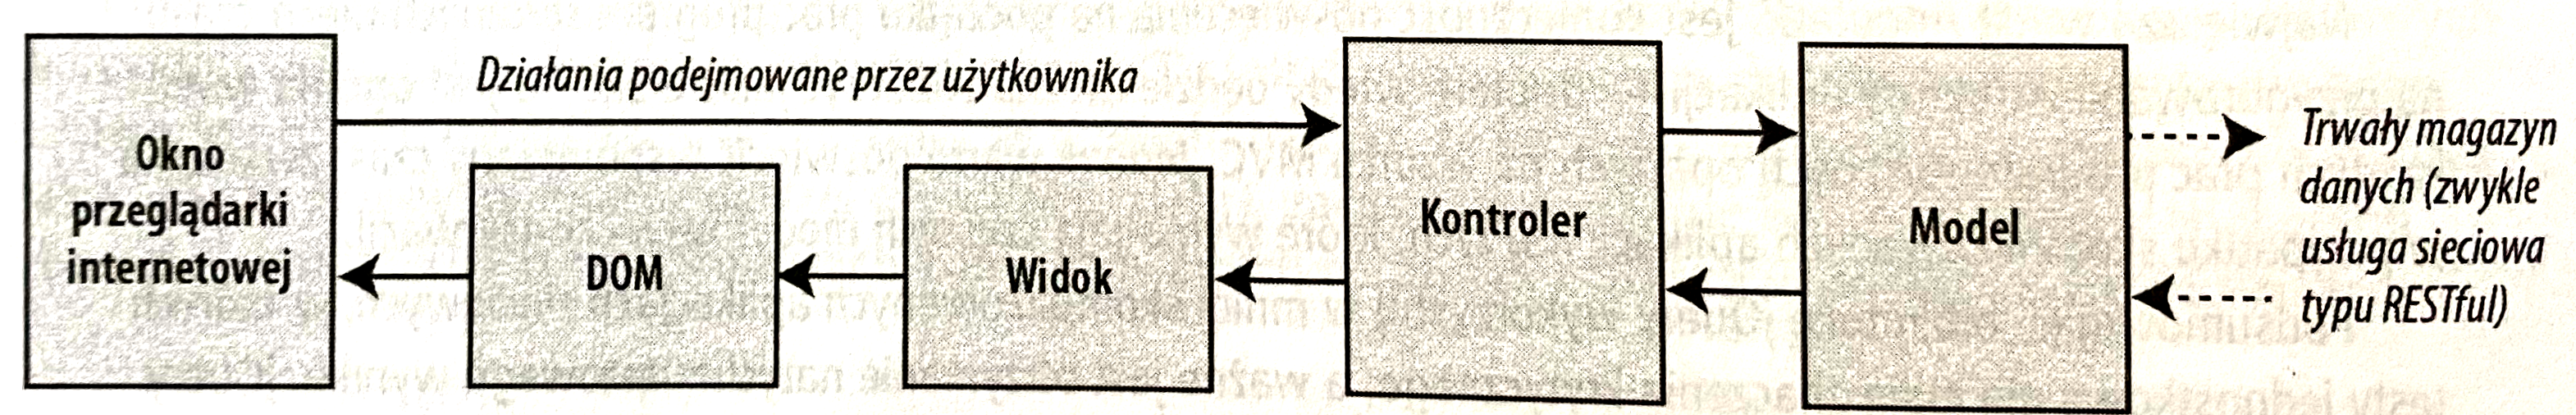 Działania podejmowane przez użytkownika
Okno
przeglądarki
internetowej
DOM
Widok
Kontroler
Model
Trwały magazyn
danych (zwykle
usługa sieciowa
typu RESTful)